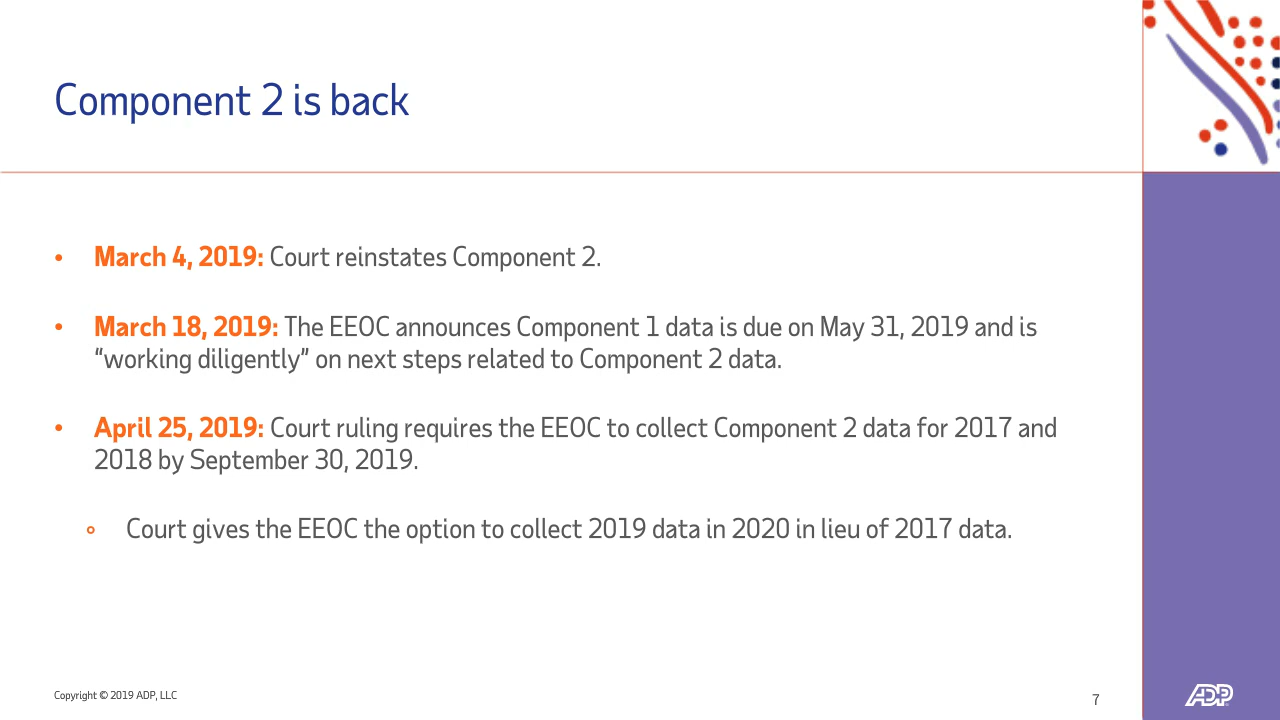 Component 2 is back
• March 4, 2019: Court reinstates Component 2.
• March 18, 2019: The EEOC announces Component 1 data is due on May 31, 2019 and is
“working diligently” on next steps related to Component 2 data.
• April 25, 2019: Court ruling requires the EEOC to collect Component 2 data for 2017 and
2018 by September 30, 2019.
∘ Court gives the EEOC the option to collect 2019 data in 2020 in lieu of 2017 data.
Copyright © 2019 ADP, LLC
7
ADP